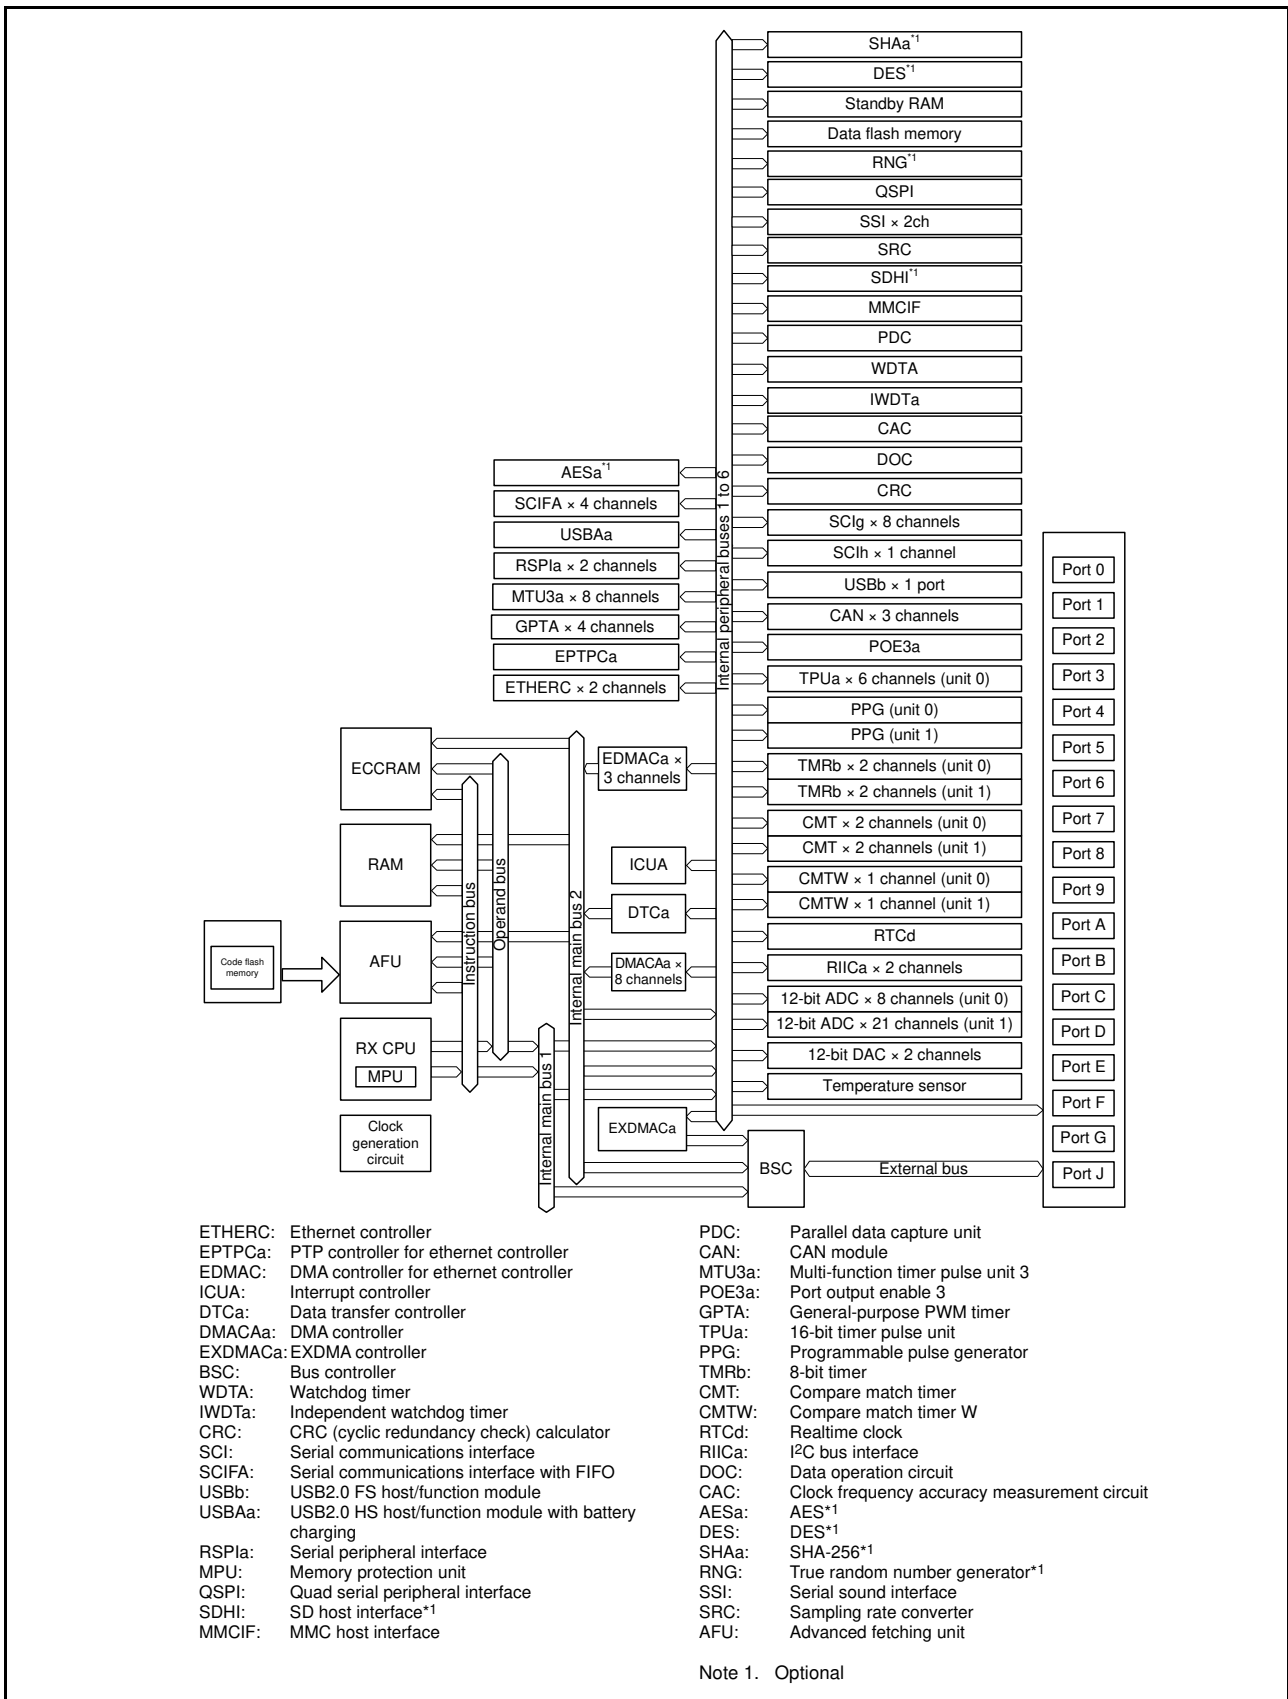 SHAa*1
DES*1
Standby RAM
Data flash memory
RNG*1
QSPI
SSI × 2ch
SRC
SDHI*1
MMCIF
PDC
WDTA
IWDTa
CAC
DOC
CRC
SCIg × 8 channels
SCIh × 1 channel
USBb × 1 port
CAN × 3 channels
POE3a
TPUa × 6 channels (unit 0)
PPG (unit 0)
PPG (unit 1)
TMRb × 2 channels (unit 0)
TMRb × 2 channels (unit 1)
CMT × 2 channels (unit 0)
CMT × 2 channels (unit 1)
CMTW × 1 channel (unit 0)
CMTW × 1 channel (unit 1)
RTCd
RIICa × 2 channels
12-bit ADC × 8 channels (unit 0)
12-bit ADC × 21 channels (unit 1)
12-bit DAC × 2 channels
Temperature sensor
Internal peripheral buses 1 to 6
AESa*1
SCIFA × 4 channels
USBAa
RSPIa × 2 channels
MTU3a × 8 channels
GPTA × 4 channels
EPTPCa
ETHERC × 2 channels
EDMACa ×
3 channels
ICUA
DTCa
DMACAa ×
8 channels
EXDMACa
BSC
External bus
Internal main bus 2
Internal main bus 1
Operand bus
Instruction bus
ECCRAM
RAM
AFU
RX CPU
MPU
Clock
generation
circuit
Code flash
memory
Port 0
Port 1
Port 2
Port 3
Port 4
Port 5
Port 6
Port 7
Port 8
Port 9
Port A
Port B
Port C
Port D
Port E
Port F
Port G
Port J
ETHERC: Ethernet controller
EPTPCa: PTP controller for ethernet controller
EDMAC: DMA controller for ethernet controller
ICUA: Interrupt controller
DTCa: Data transfer controller
DMACAa: DMA controller
EXDMACa: EXDMA controller
BSC: Bus controller
WDTA: Watchdog timer
IWDTa: Independent watchdog timer
CRC: CRC (cyclic redundancy check) calculator
SCI: Serial communications interface
SCIFA: Serial communications interface with FIFO
USBb: USB2.0 FS host/function module
USBAa: USB2.0 HS host/function module with battery
charging
RSPIa: Serial peripheral interface
MPU: Memory protection unit
QSPI: Quad serial peripheral interface
SDHI: SD host interface*1
MMCIF: MMC host interface
PDC: Parallel data capture unit
CAN: CAN module
MTU3a: Multi-function timer pulse unit 3
POE3a: Port output enable 3
GPTA: General-purpose PWM timer
TPUa: 16-bit timer pulse unit
PPG: Programmable pulse generator
TMRb: 8-bit timer
CMT: Compare match timer
CMTW: Compare match timer W
RTCd: Realtime clock
RIICa: I2C bus interface
DOC: Data operation circuit
CAC: Clock frequency accuracy measurement circuit
AESa: AES*1
DES: DES*1
SHAa: SHA-256*1
RNG: True random number generator*1
SSI: Serial sound interface
SRC: Sampling rate converter
AFU: Advanced fetching unit
Note 1. Optional